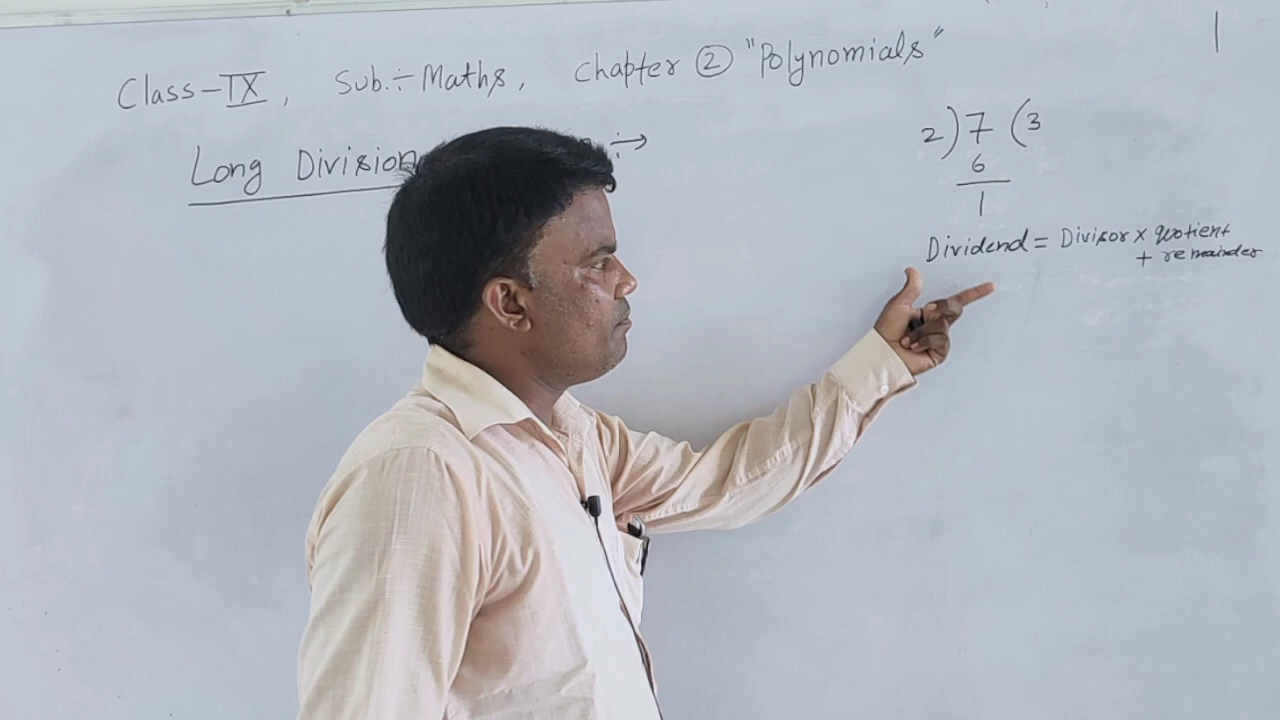 Class-IX, Sub.÷ Maths, Chapter ② "Polynomials"
Long Division ÷→
2)7(3
6
1
Dividend = Divisor × quotient
+ remainder